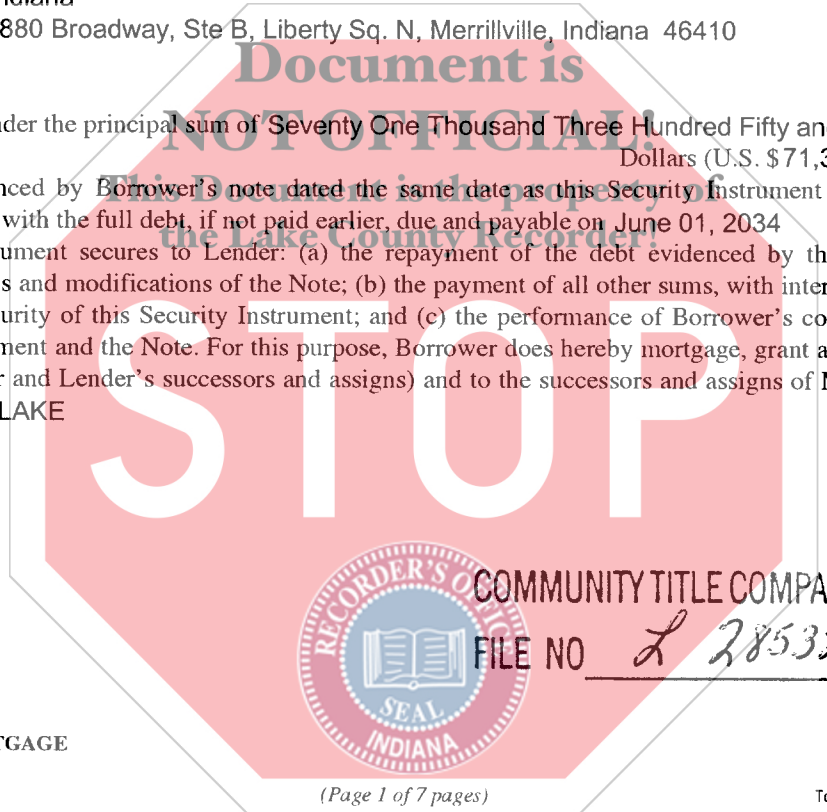 880 Broadway, Ste B, Liberty Sq. N, Merrillville, Indiana 46410
Document is
NOT OFFICIAL!
der the principal sum of Seventy One Thousand Three Hundred Fifty an
Dollars (U.S. $71,3
This Document is the property of
nced by Borrower's note dated the same date as this Security Instrument
with the full debt, if not paid earlier, due and payable on June 01, 2034
the Lake County Recorder!
ument secures to Lender: (a) the repayment of the debt evidenced by th
s and modifications of the Note; (b) the payment of all other sums, with inter
urity of this Security Instrument; and (c) the performance of Borrower's co
ment and the Note. For this purpose, Borrower does hereby mortgage, grant a
r and Lender's successors and assigns) and to the successors and assigns of M
LAKE
STOP
RECORDER'S OFFICE
SEAL
INDIANA
COMMUNITY TITLE COMPA
FILE NO L 2853
TGAGE
(Page 1 of 7 pages)
To